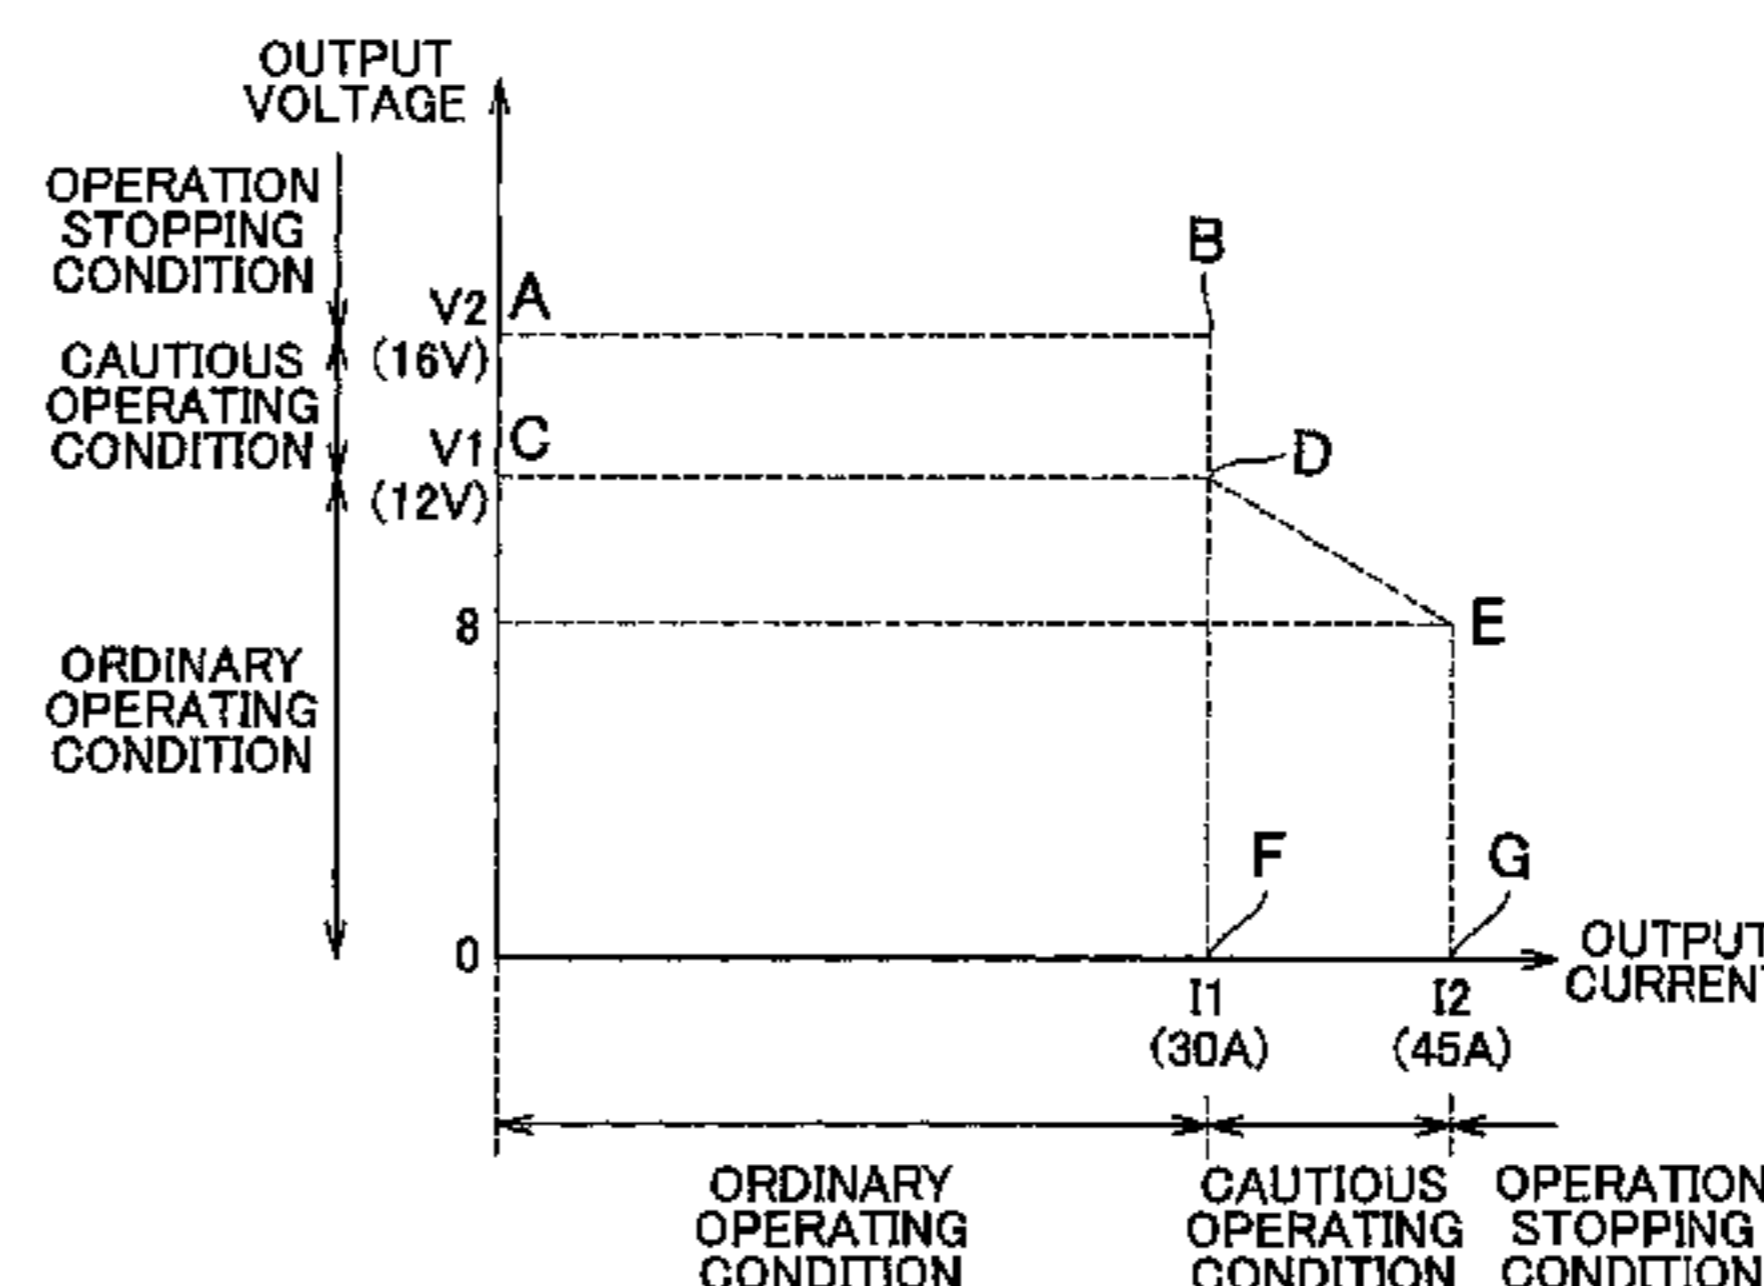 OUTPUT
VOLTAGE
OPERATION
STOPPING
CONDITION
CAUTIOUS
OPERATING
CONDITION
ORDINARY
OPERATING
CONDITION
V2
(16V)
V1
(12V)
8
0
A
B
C
D
E
F
G
I1
(30A)
I2
(45A)
OUTPUT
CURRENT
ORDINARY
OPERATING
CONDITION
CAUTIOUS
OPERATING
CONDITION
OPERATION
STOPPING
CONDITION